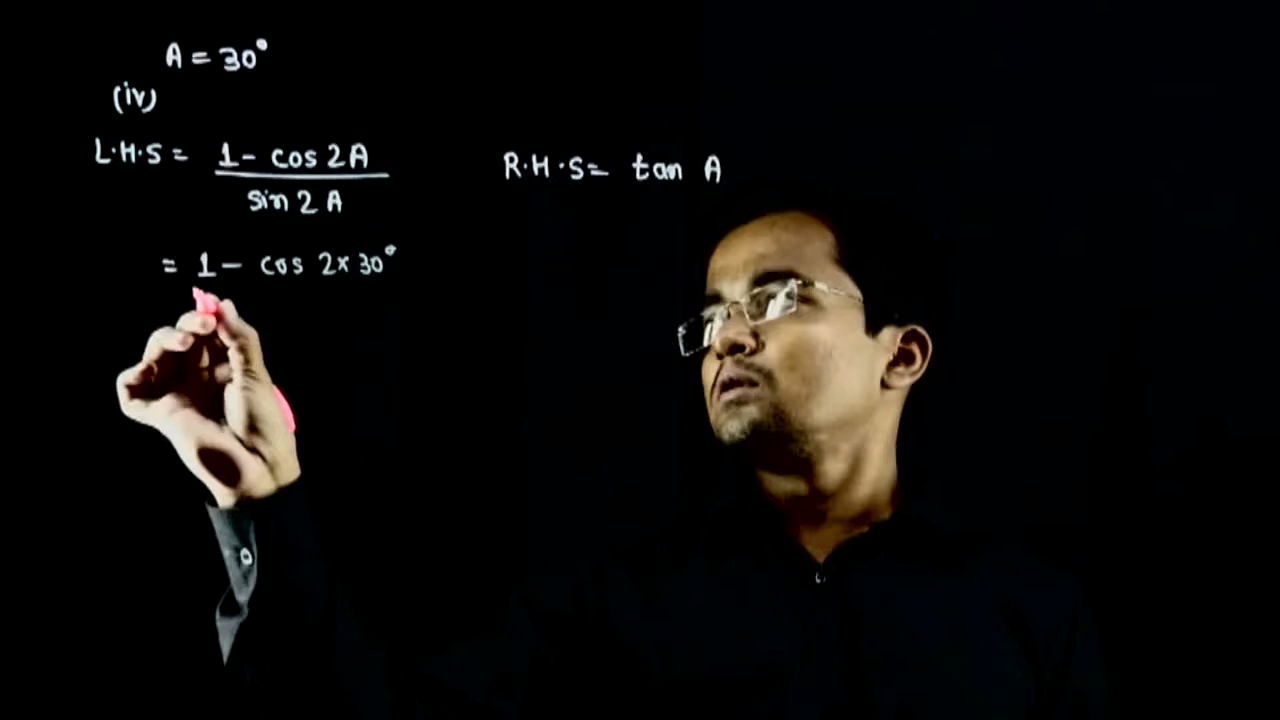 A = 30°
(iv)
L.H.S = 1 - cos 2A
sin 2 A
R.H.S = tan A
= 1 - cos 2 × 30°